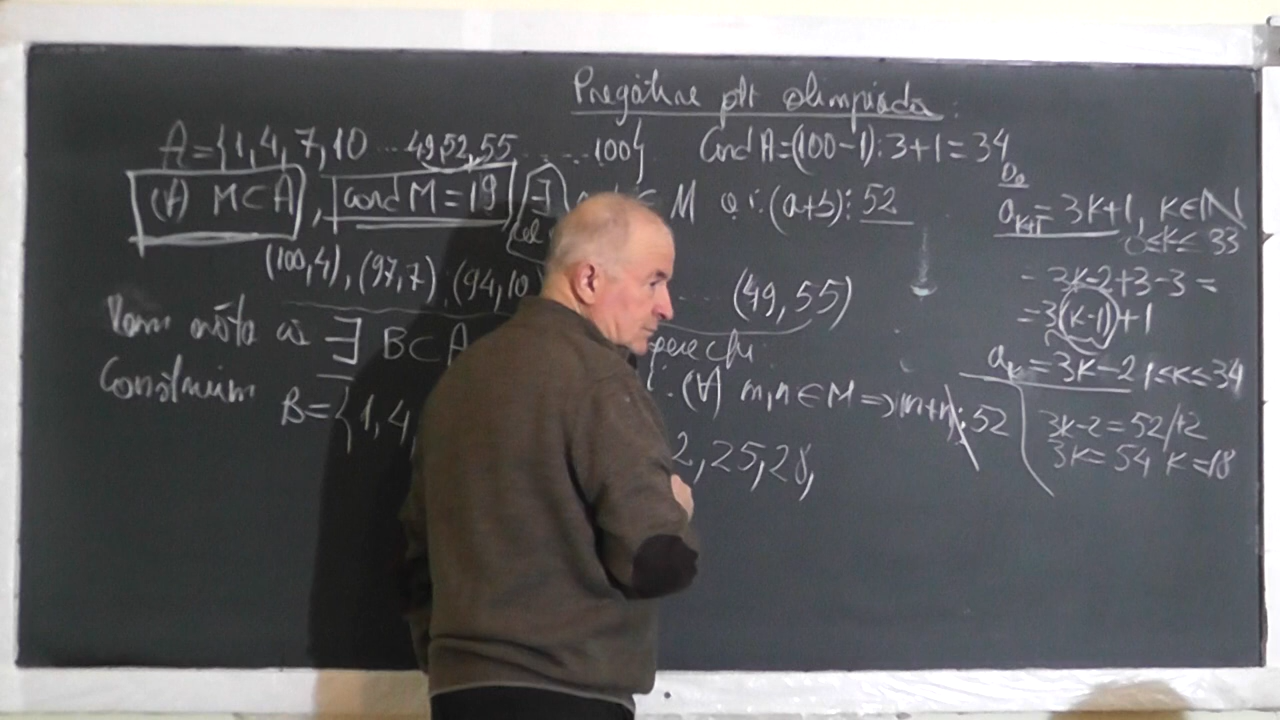 Pregătire ptr olimpiada.
A={1, 4, 7, 10 ... 49, 52, 55 ... 100} Card A=(100-1):3+1=34
(∀) M⊂A, card M=19, ∃ M a.i. (a+b)⋮52
(100,4), (97,7), (94,10 ... (49,55)
Vom arăta că ∃ B⊂A
Construim (∀) m,n∈M=> m+n⋮̸52
B={1,4, 2,25,28,
a_{k+1}=3k+1, k∈ℕ
0≤k≤33
=3k-2+3-3=
=3(k-1)+1
a_k=3k-2, 1≤k≤34
3k-2=52/+2
3k=54 k=18